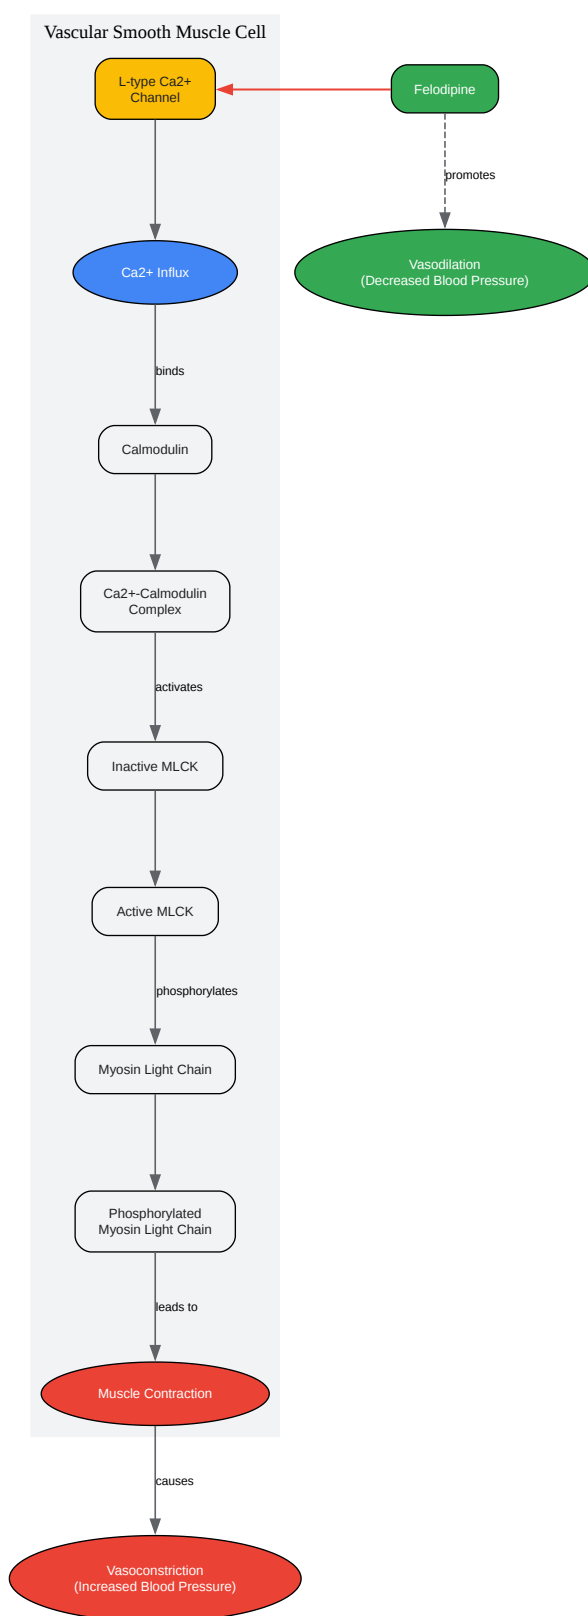 Vascular Smooth Muscle Cell
L-type Ca2+
Channel
Felodipine
promotes
Ca2+ Influx
Vasodilation
(Decreased Blood Pressure)
binds
Calmodulin
Ca2+-Calmodulin
Complex
activates
Inactive MLCK
Active MLCK
phosphorylates
Myosin Light Chain
Phosphorylated
Myosin Light Chain
leads to
Muscle Contraction
causes
Vasoconstriction
(Increased Blood Pressure)